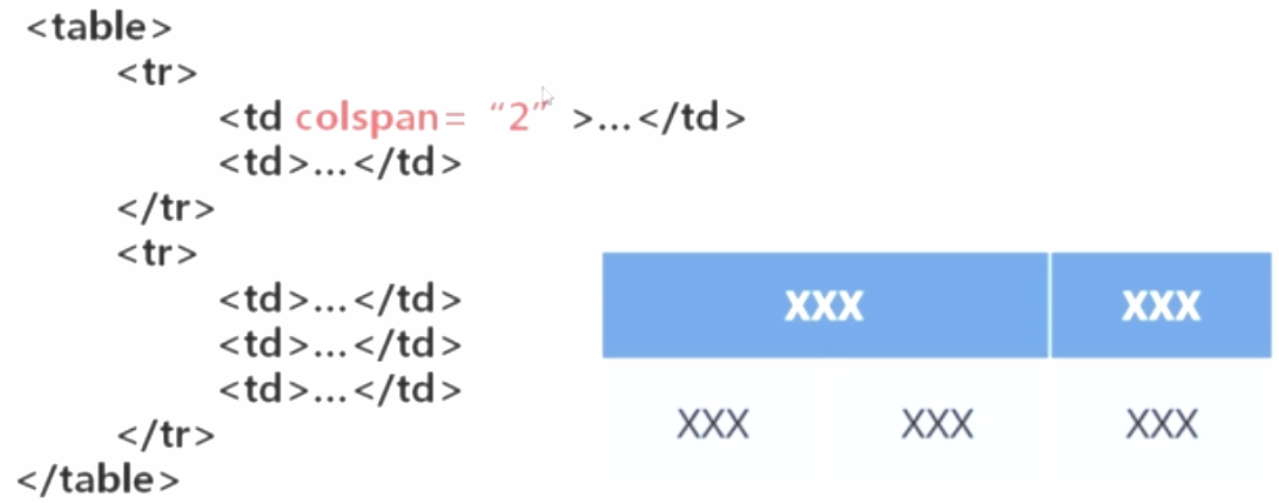 <table>
<tr>
<td colspan= “2” >...</td>
<td>...</td>
</tr>
<tr>
<td>...</td>
<td>...</td>
<td>...</td>
</tr>
</table>
XXX XXX
XXX XXX XXX